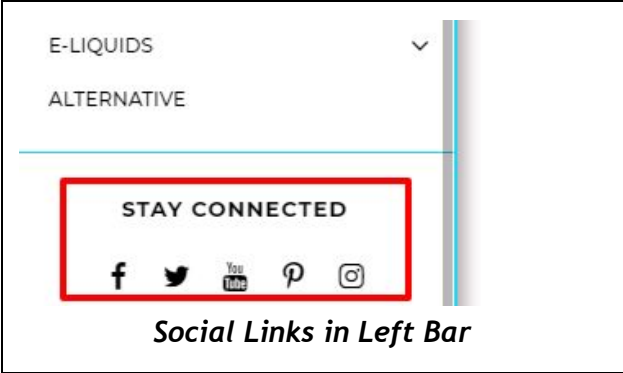 E-LIQUIDS
ALTERNATIVE
STAY CONNECTED
You
Tube
Social Links in Left Bar